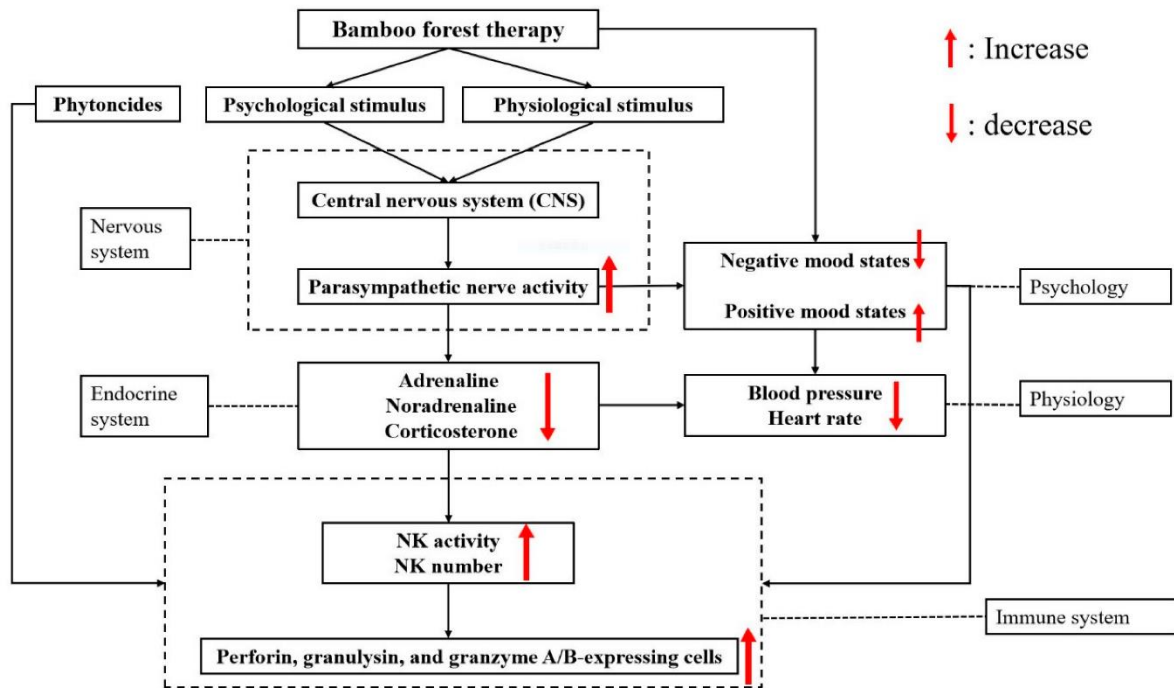 Bamboo forest therapy
: Increase
Phytoncides
Psychological stimulus
Physiological stimulus
: decrease
Central nervous system (CNS)
Nervous
system
Negative mood states
Parasympathetic nerve activity
Psychology
Positive mood states
Adrenaline
Noradrenaline
Corticosterone
Endocrine
system
Blood pressure
Heart rate
Physiology
NK activity
NK number
Immune system
Perforin, granulysin, and granzyme A/B-expressing cells